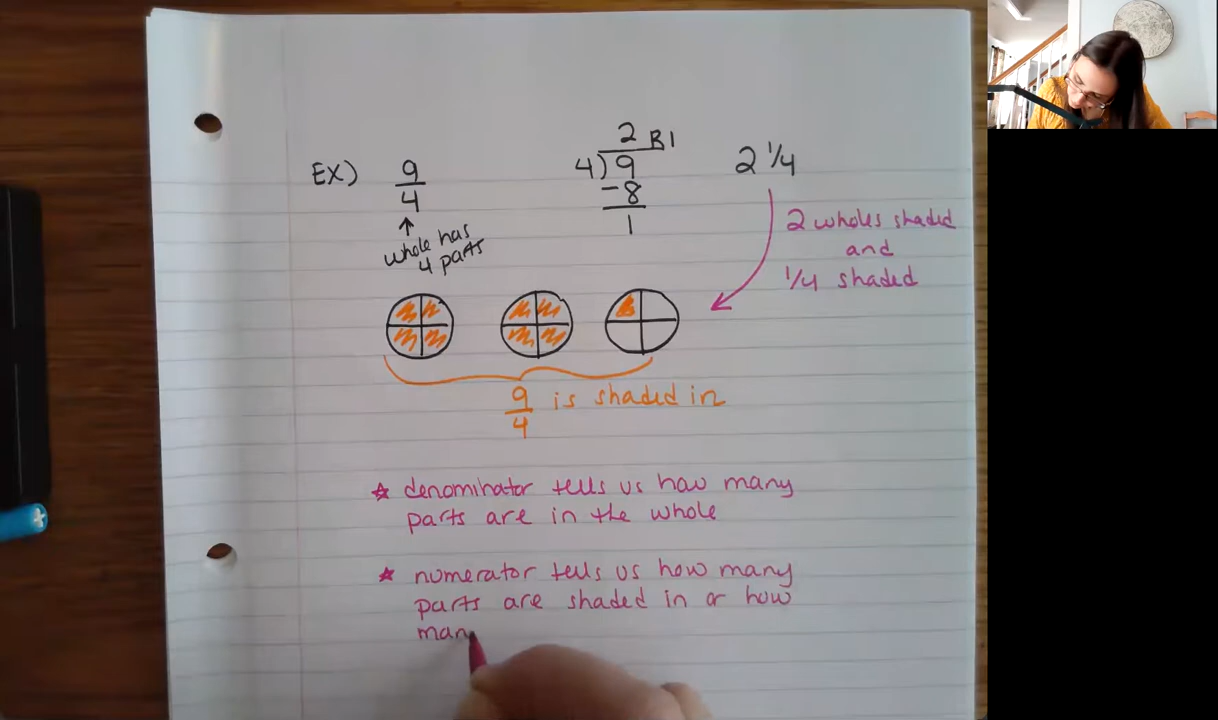 EX) 9/4
whole has
4 parts
2 R1
4) 9
-8
1
2 1/4
2 wholes shaded
and
1/4 shaded
9/4 is shaded in
☆ denominator tells us how many
parts are in the whole
☆ numerator tells us how many
parts are shaded in or how
man